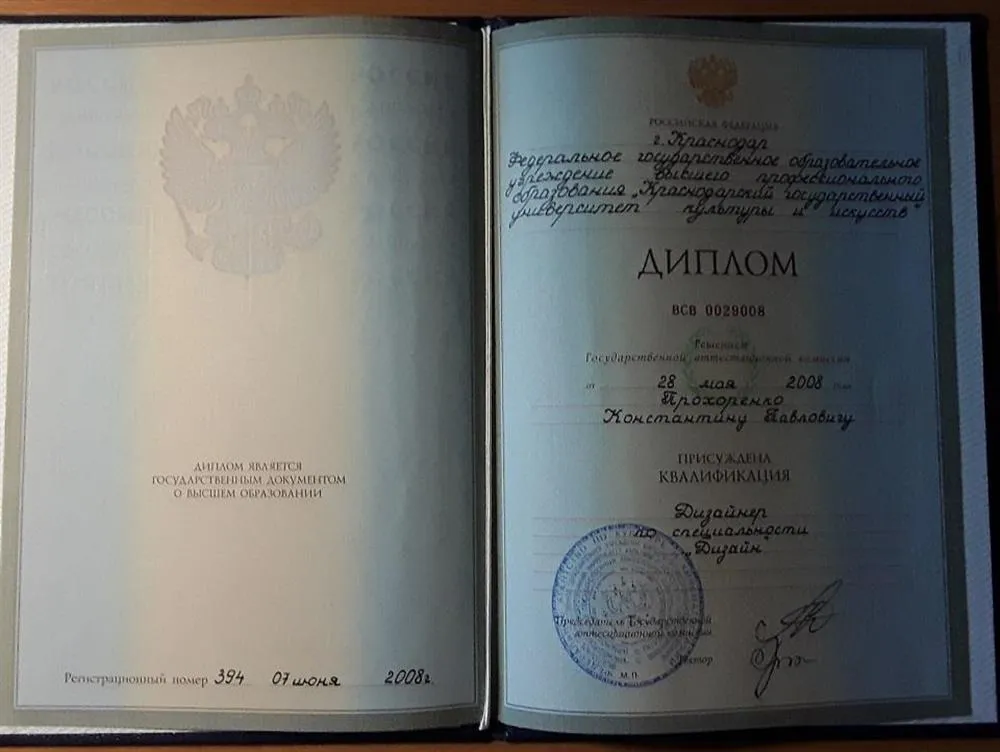 ДИПЛОМ ЯВЛЯЕТСЯ
ГОСУДАРСТВЕННЫМ ДОКУМЕНТОМ
О ВЫСШЕМ ОБРАЗОВАНИИ
Регистрационный номер 394 07 июня 2008г.
РОССИЙСКАЯ ФЕДЕРАЦИЯ
г. Краснодар
Федеральное государственное образовательное
учреждение высшего профессионального
образования „Краснодарский государственный
университет культуры и искусств"
ДИПЛОМ
ВСВ 0029008
Решением
Государственной аттестационной комиссии
от 28 мая 2008 года
Прохоренко
Константину Павловичу
ПРИСУЖДЕНА
КВАЛИФИКАЦИЯ
Дизайнер
по специальности
„Дизайн"
Председатель Государственной
аттестационной комиссии
Ректор
М.П.